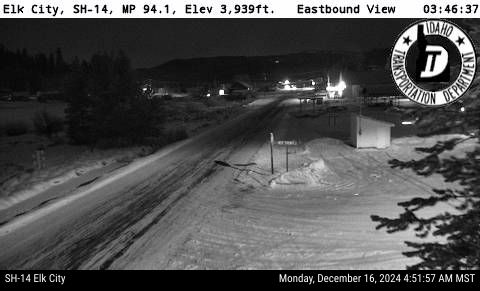 Elk City, SH-14, MP 94.1, Elev 3,939ft. Eastbound View 03:46:37
IDAHO
TRANSPORTATION DEPARTMENT
SH-14 Elk City Monday, December 16, 2024 4:51:57 AM MST